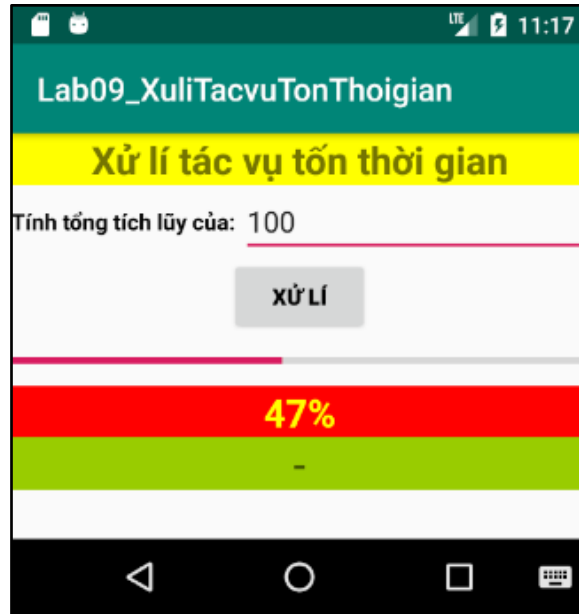 LTE 11:17
Lab09_XuliTacvuTonThoigian
Xử lí tác vụ tốn thời gian
Tính tổng tích lũy của: 100
XỬ LÍ
47%
-